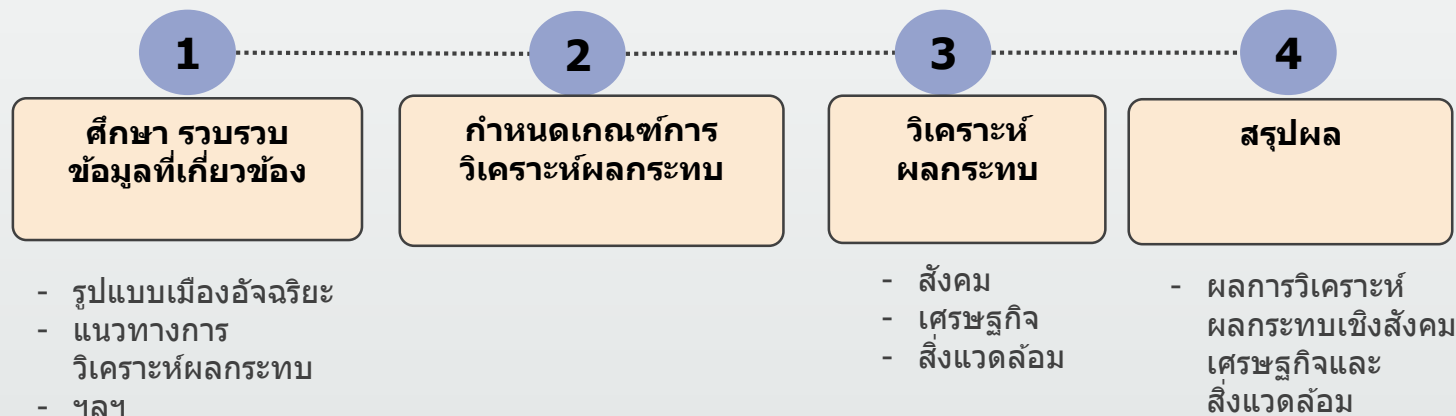 1
ศึกษา รวบรวบ
ข้อมูลที่เกี่ยวข้อง
- รูปแบบเมืองอัจฉริยะ
- แนวทางการ
วิเคราะห์ผลกระทบ
- ฯลฯ
2
กำหนดเกณฑ์การ
วิเคราะห์ผลกระทบ
3
วิเคราะห์
ผลกระทบ
- สังคม
- เศรษฐกิจ
- สิ่งแวดล้อม
4
สรุปผล
- ผลการวิเคราะห์
ผลกระทบเชิงสังคม
เศรษฐกิจและ
สิ่งแวดล้อม